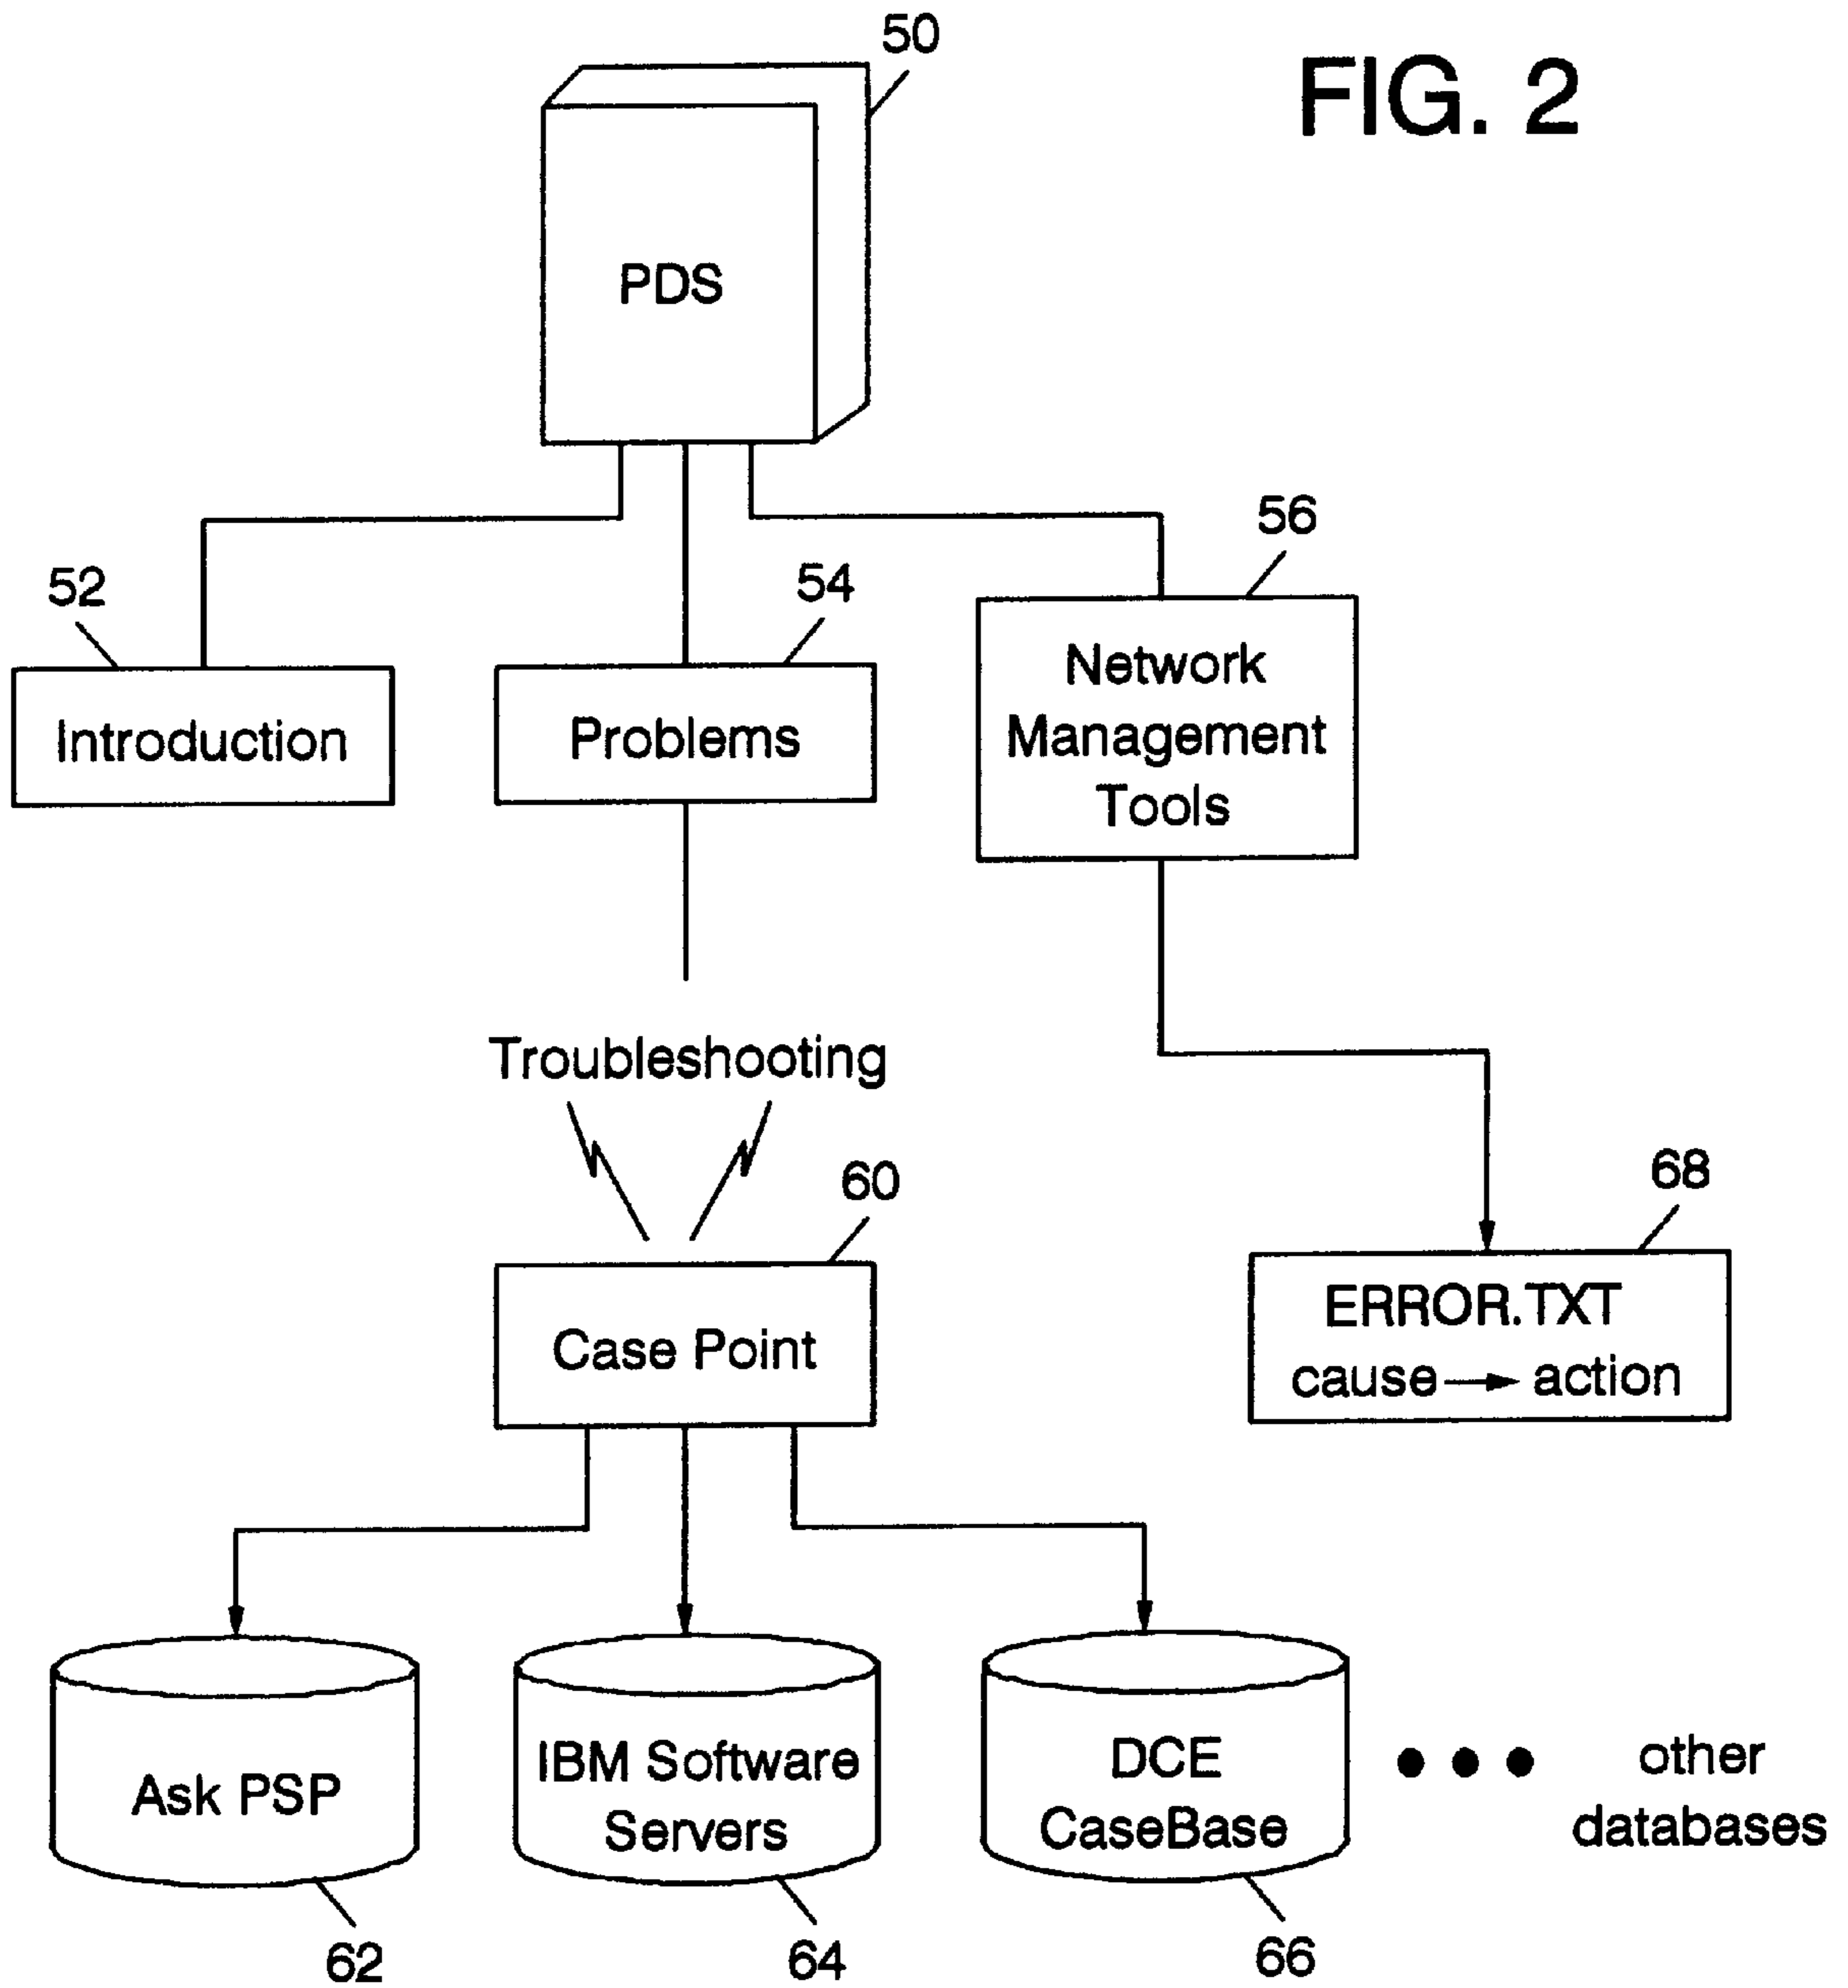 50
FIG. 2
PDS
56
52
54
Network
Management
Tools
Introduction
Problems
Troubleshooting
60
68
Case Point
ERROR.TXT
cause → action
Ask PSP
IBM Software
Servers
DCE
CaseBase
● ● ● other
databases
62
64
66